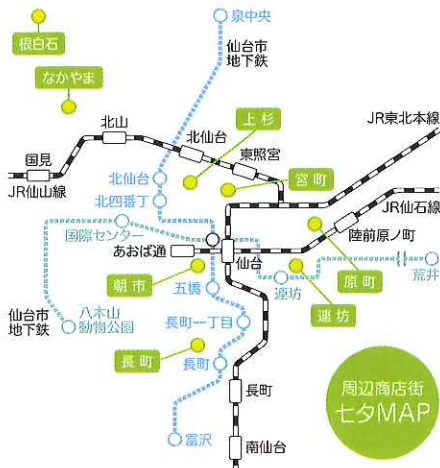 泉中央
根白石
仙台市
地下鉄
なかやま
上杉
北山
北仙台
JR東北本線
東照宮
国見
宮町
北仙台
JR仙山線
JR仙石線
北四番丁
国際センター
陸前原ノ町
あおば通
仙台
原町
荒井
朝市
連坊
五橋
連坊
仙台市
地下鉄
八木山
動物公園
長町一丁目
長町
長町
長町
周辺商店街
七夕MAP
富沢
南仙台